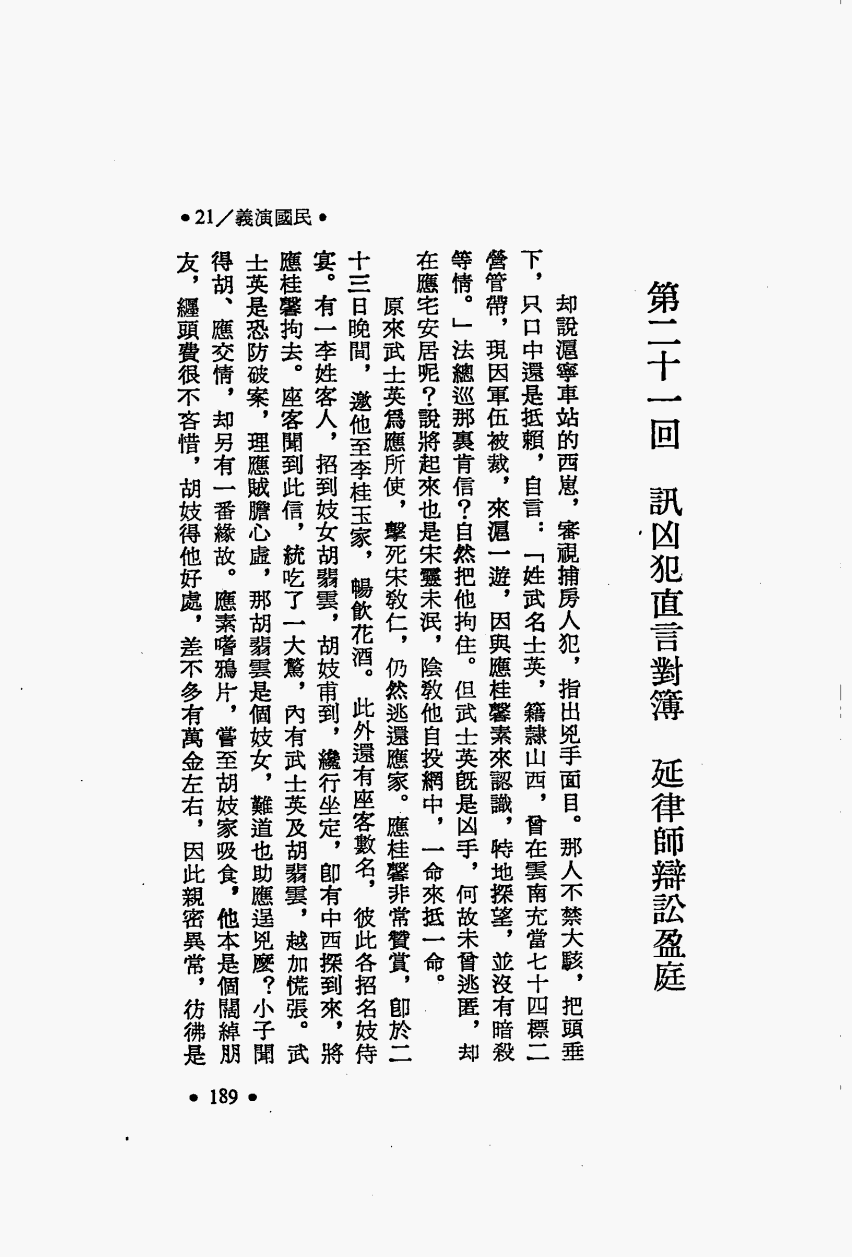 •21/義演國民•
第二十一回　訊凶犯直言對簿　延律師辯訟盈庭
却說滬寧車站的西崽，審視捕房人犯，指出兇手面目。那人不禁大駭，把頭垂
下，只口中還是抵賴，自言：「姓武名士英，籍隸山西，曾在雲南充當七十四標二
營管帶，現因軍伍被裁，來滬一遊，因與應桂馨素來認識，特地探望，並沒有暗殺
等情。」法總巡那裏肯信？自然把他拘住。但武士英旣是凶手，何故未曾逃匿，却
在應宅安居呢？說將起來也是宋靈未泯，陰敎他自投網中，一命來抵一命。
原來武士英爲應所使，擊死宋敎仁，仍然逃還應家。應桂馨非常贊賞，卽於二
十三日晚間，邀他至李桂玉家，暢飲花酒。此外還有座客數名，彼此各招名妓侍
宴。有一李姓客人，招到妓女胡翡雲，胡妓甫到，纔行坐定，卽有中西探到來，將
應桂馨拘去。座客聞到此信，統吃了一大驚，內有武士英及胡翡雲，越加慌張。武
士英是恐防破案，理應賊膽心虛，那胡翡雲是個妓女，難道也助應逞兇麼？小子聞
得胡、應交情，却另有一番緣故。應素嗜鴉片，嘗至胡妓家吸食，他本是個闊綽朋
友，纏頭費很不吝惜，胡妓得他好處，差不多有萬金左右，因此親密異常，彷彿是
• 189 •